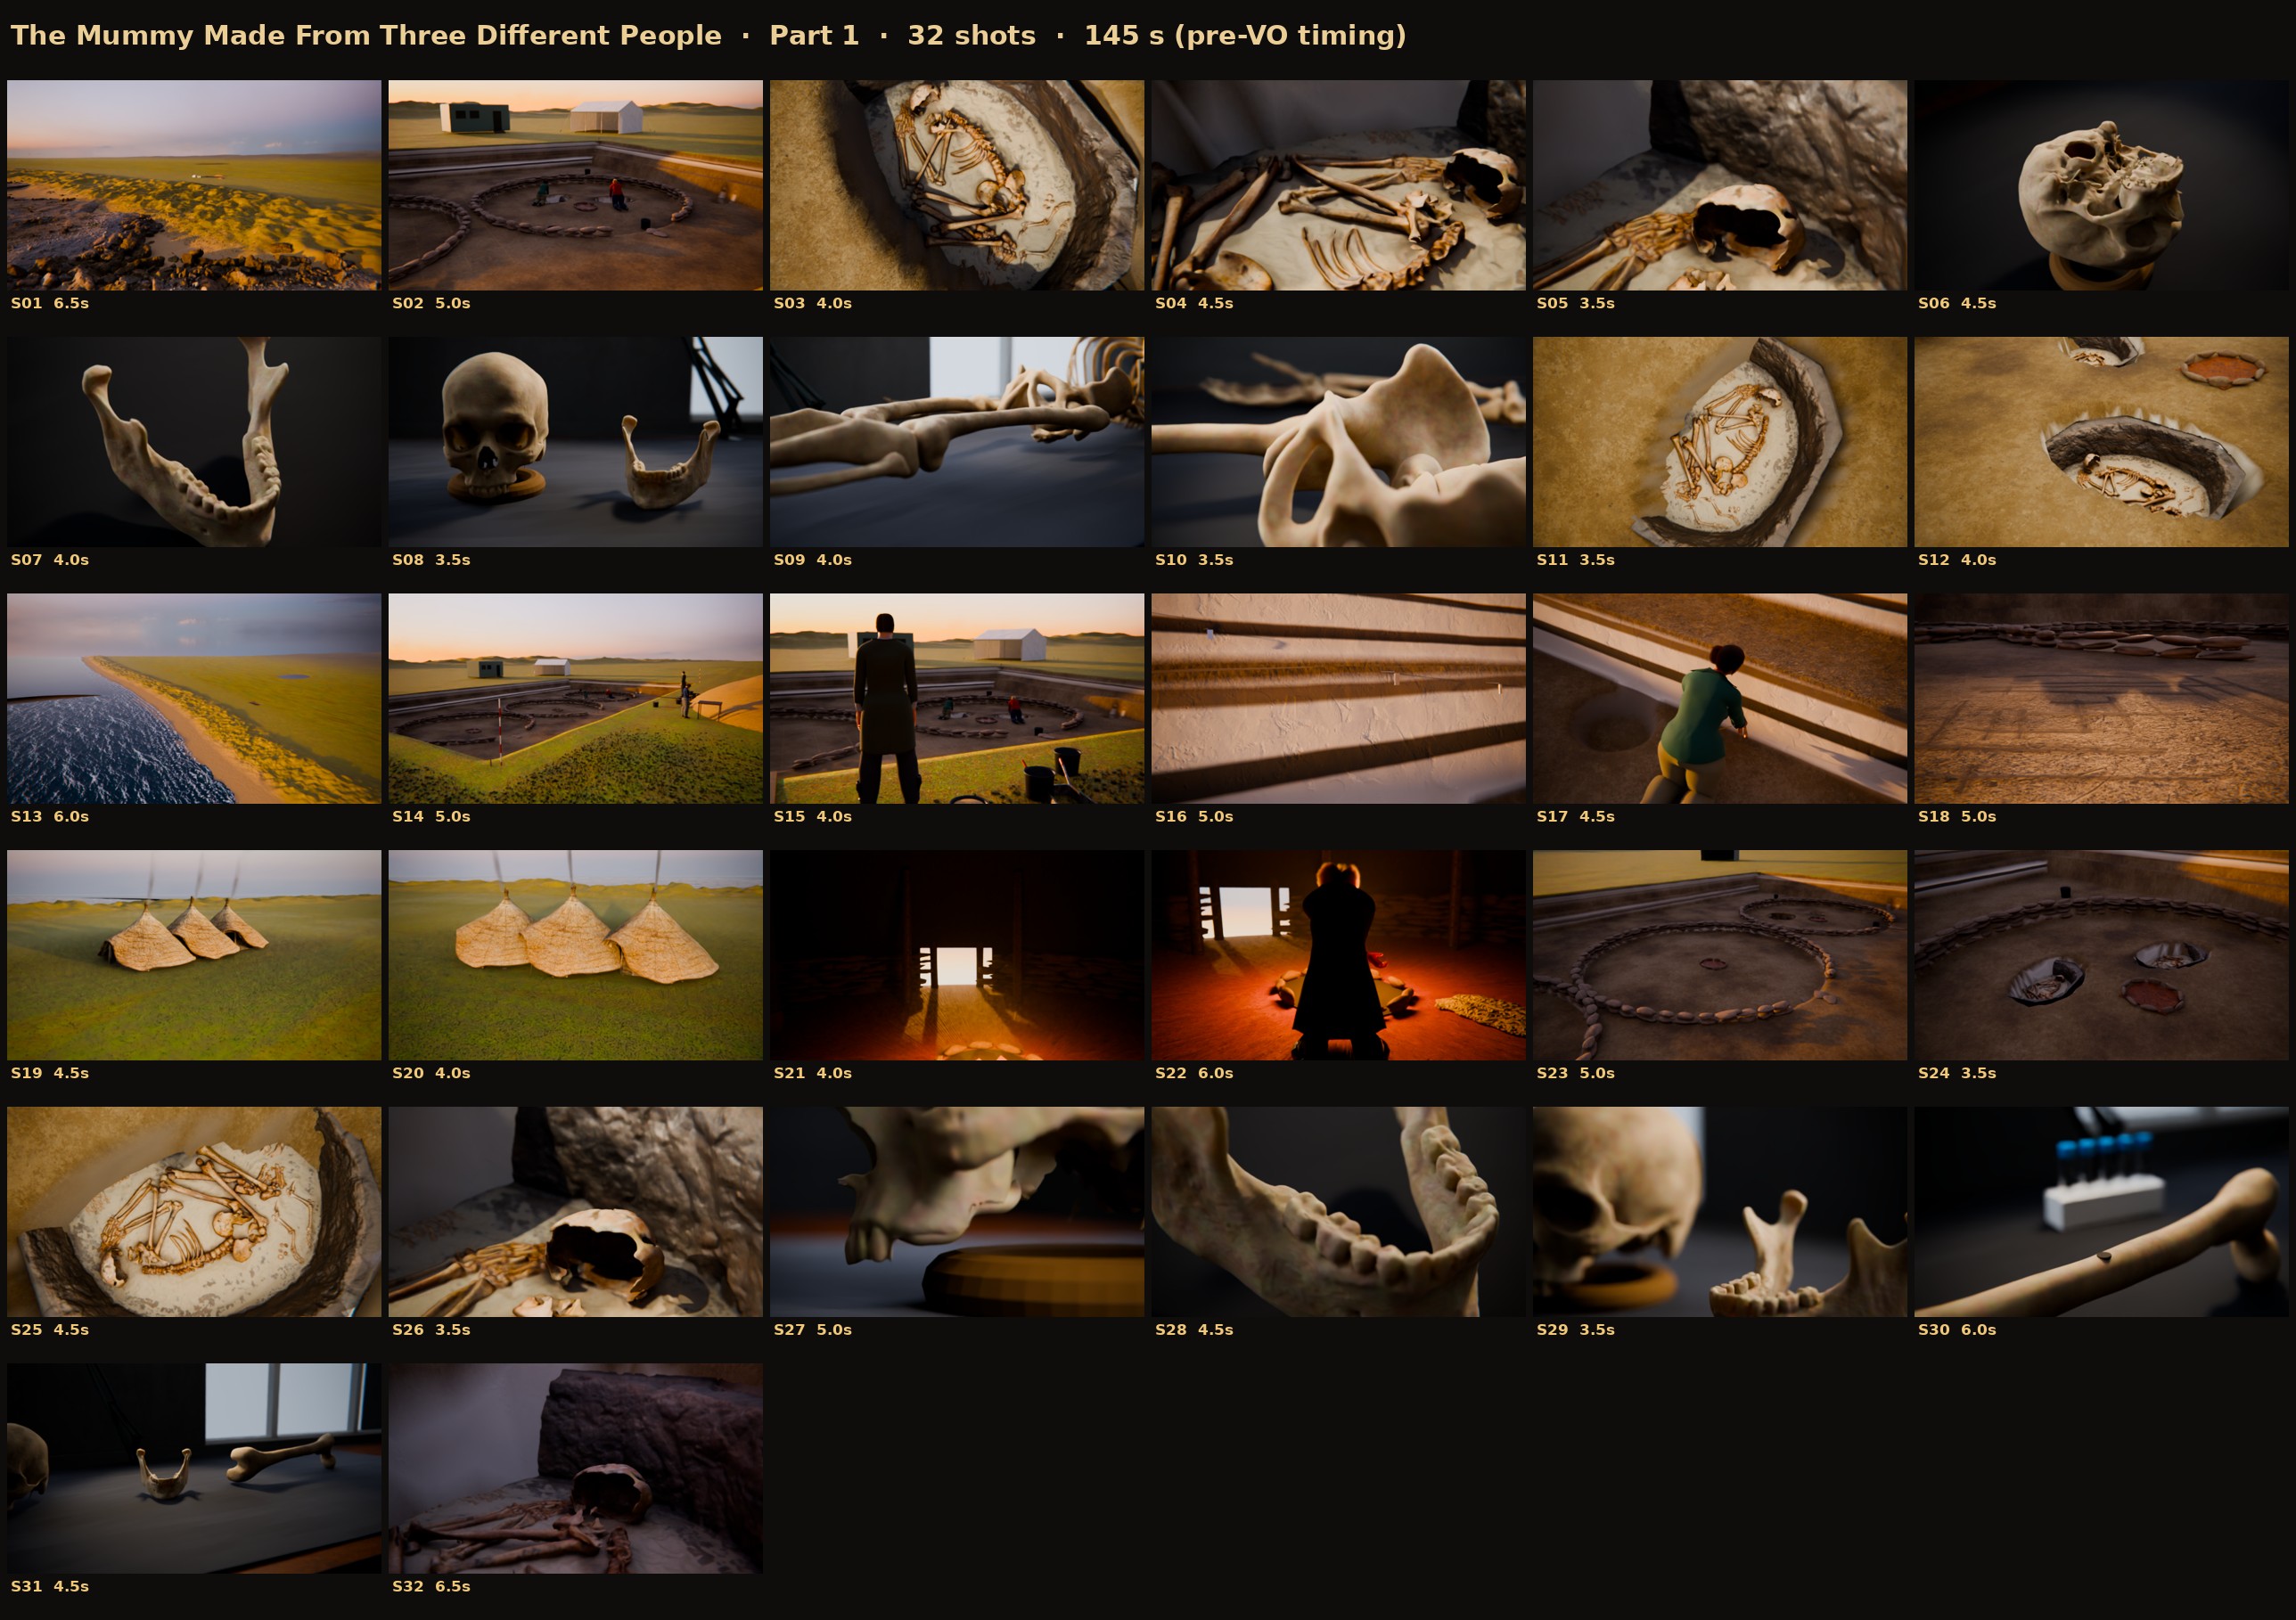 The Mummy Made From Three Different People · Part 1 · 32 shots · 145 s (pre-VO timing)
S01 6.5s
S02 5.0s
S03 4.0s
S04 4.5s
S05 3.5s
S06 4.5s
S07 4.0s
S08 3.5s
S09 4.0s
S10 3.5s
S11 3.5s
S12 4.0s
S13 6.0s
S14 5.0s
S15 4.0s
S16 5.0s
S17 4.5s
S18 5.0s
S19 4.5s
S20 4.0s
S21 4.0s
S22 6.0s
S23 5.0s
S24 3.5s
S25 4.5s
S26 3.5s
S27 5.0s
S28 4.5s
S29 3.5s
S30 6.0s
S31 4.5s
S32 6.5s